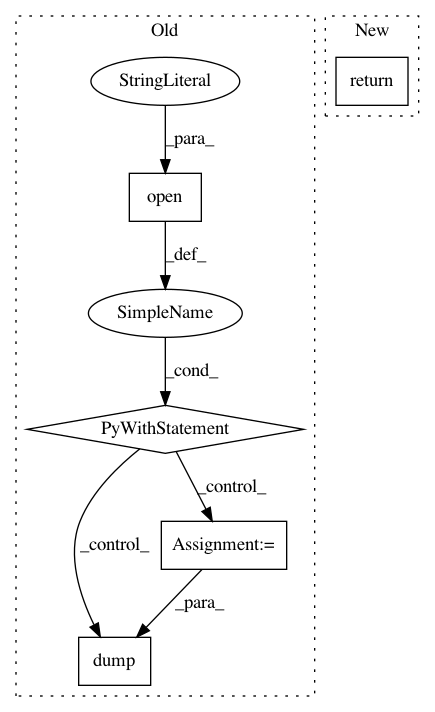 Old
New
StringLiteral
return
_para_
open
_def_
SimpleName
_cond_
PyWithStatement
_control_
_control_
Assignment:=
_para_
dump